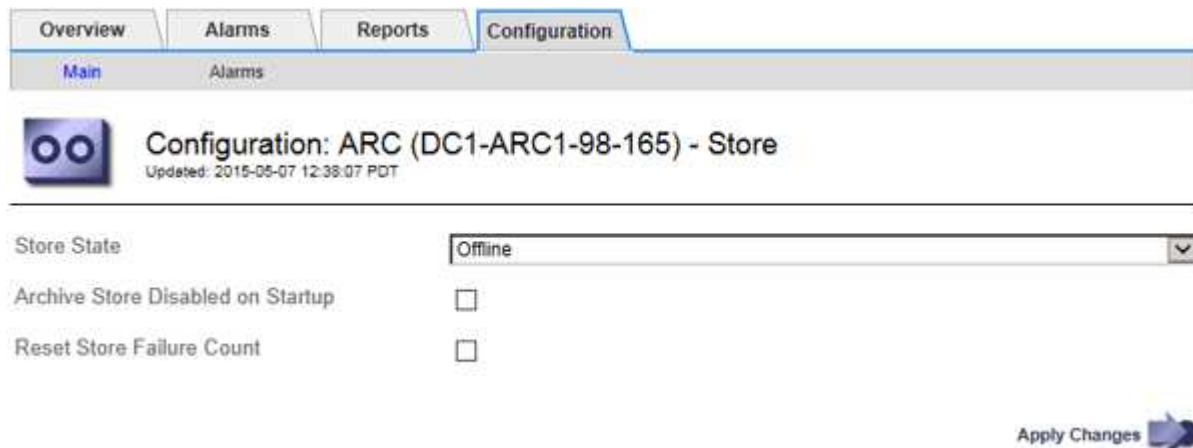 Overview Alarms Reports Configuration
Main Alarms
Configuration: ARC (DC1-ARC1-98-165) - Store
Updated: 2015-05-07 12:38:07 PDT
Store State Offline
Archive Store Disabled on Startup
Reset Store Failure Count
Apply Changes